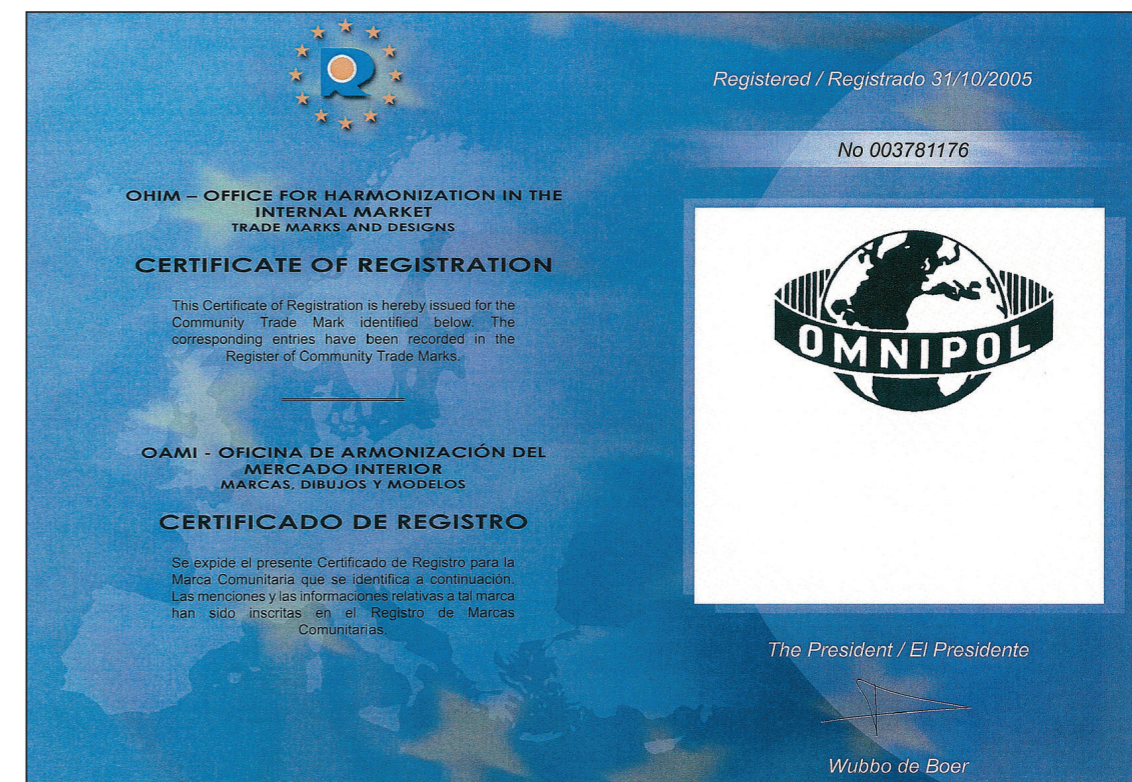 OHIM – OFFICE FOR HARMONIZATION IN THE
INTERNAL MARKET
TRADE MARKS AND DESIGNS
CERTIFICATE OF REGISTRATION
This Certificate of Registration is hereby issued for the
Community Trade Mark identified below. The
corresponding entries have been recorded in the
Register of Community Trade Marks.
OAMI - OFICINA DE ARMONIZACIÓN DEL
MERCADO INTERIOR
MARCAS, DIBUJOS Y MODELOS
CERTIFICADO DE REGISTRO
Se expide el presente Certificado de Registro para la
Marca Comunitaria que se identifica a continuación.
Las menciones y las informaciones relativas a tal marca
han sido inscritas en el Registro de Marcas
Comunitarias.
Registered / Registrado 31/10/2005
No 003781176
OMNIPOL
The President / El Presidente
Wubbo de Boer